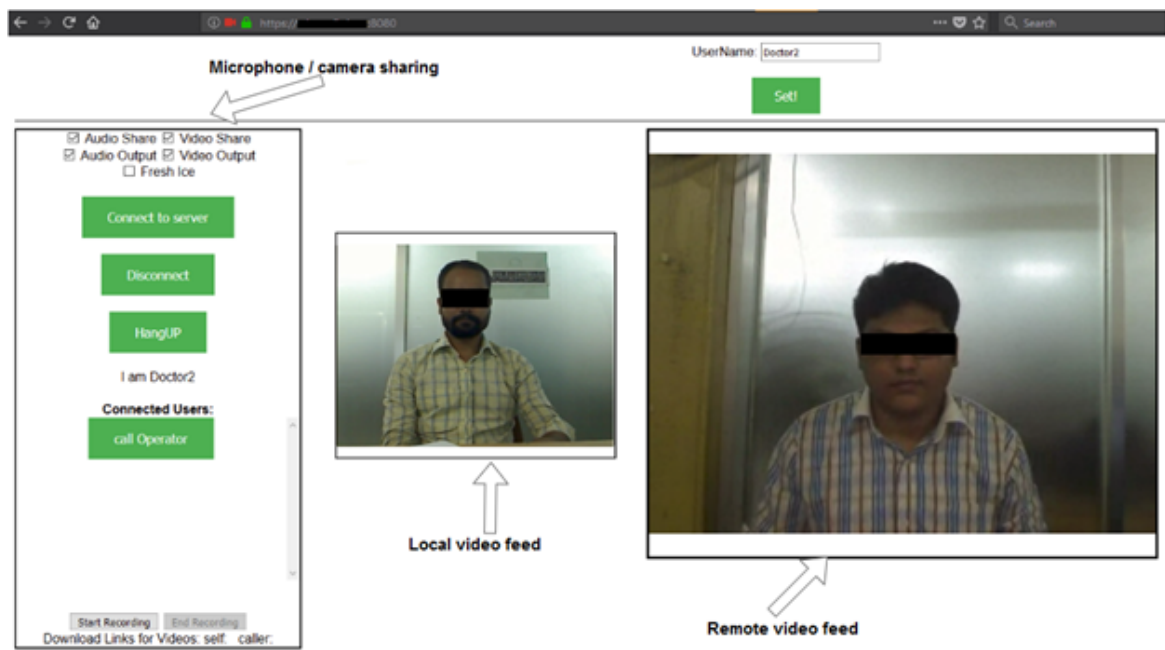 https://
:8080
Search
UserName: Doctor2
Set!
Microphone / camera sharing
Audio Share Video Share
Audio Output Video Output
Fresh Ice
Connect to server
Disconnect
HangUP
I am Doctor2
Connected Users:
call Operator
Start Recording End Recording
Download Links for Videos: self: caller:
Local video feed
Remote video feed